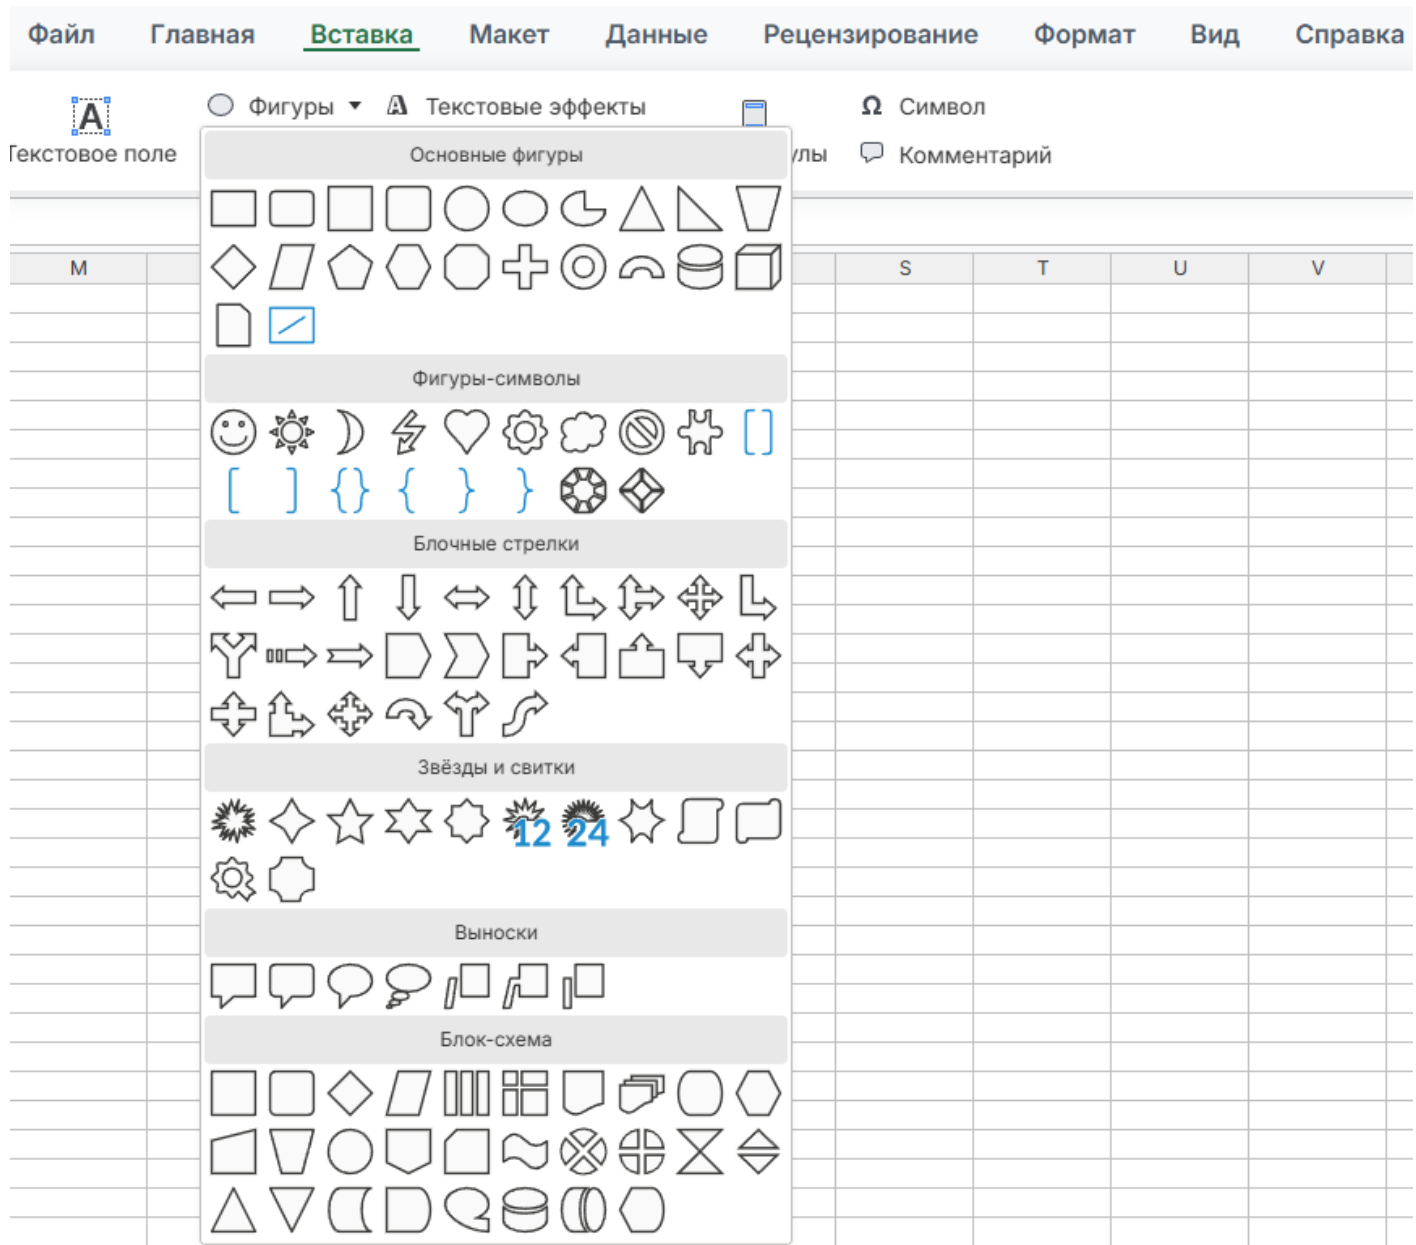 Файл Главная Вставка Макет Данные Рецензирование Формат Вид Справка
A Фигуры A Текстовые эффекты Ω Символ
Текстовое поле улы Комментарий
Основные фигуры
M S T U V
Фигуры-символы
Блочные стрелки
Звёзды и свитки
12 24
Выноски
Блок-схема